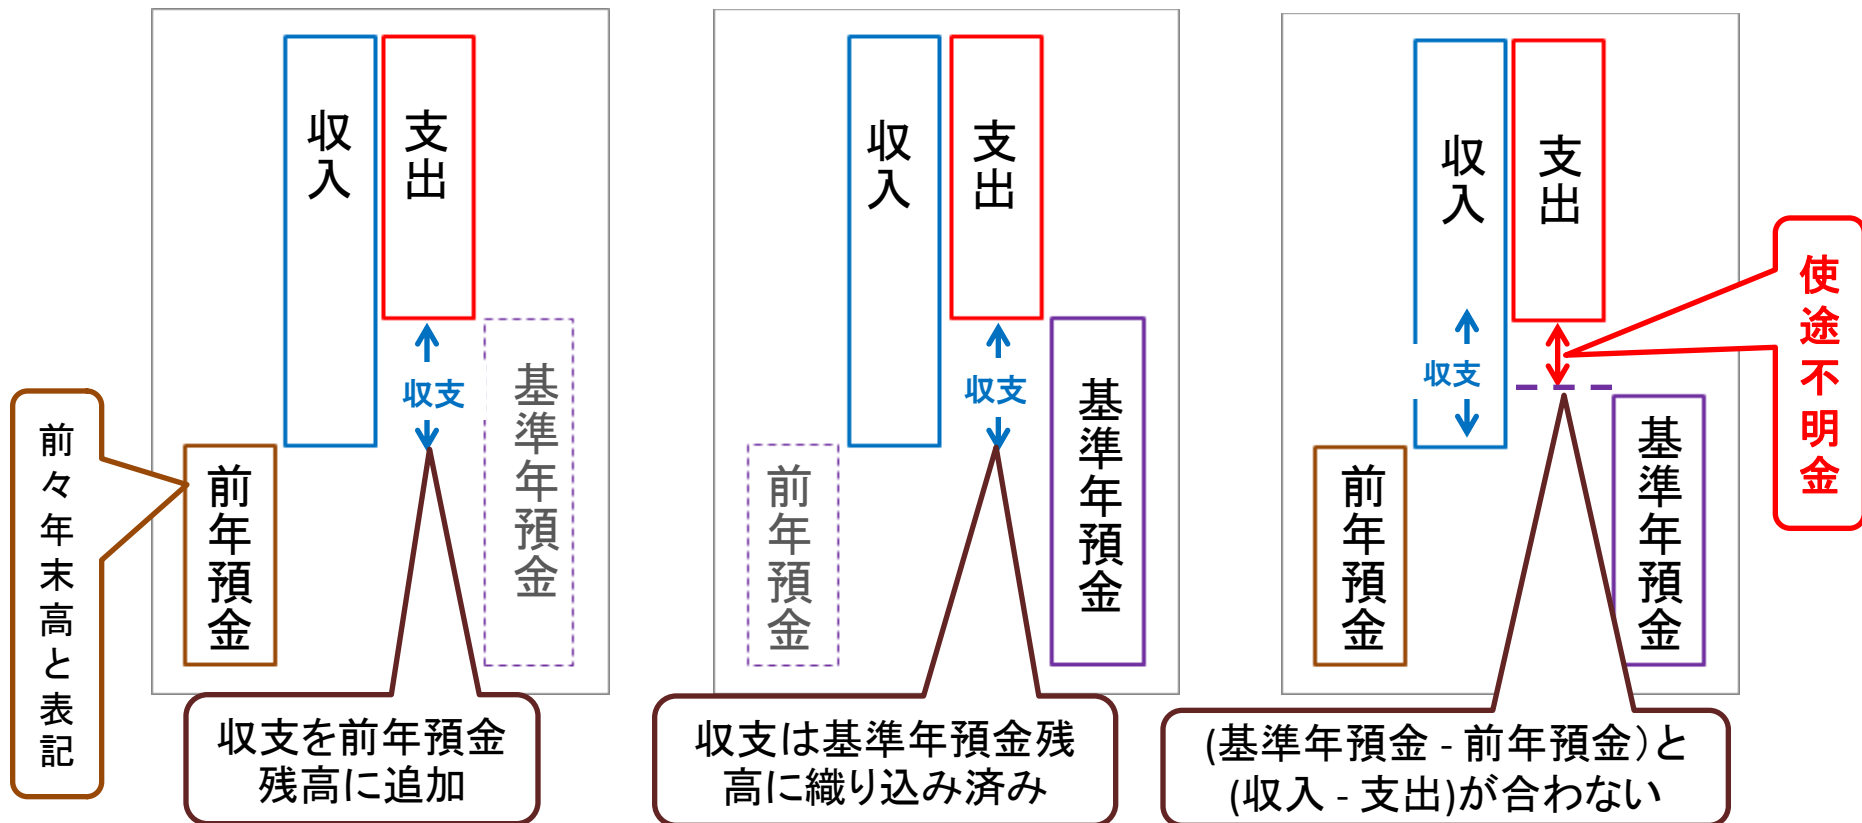 前々年末高と表記
収入
支出
収支
前年預金
基準年預金
収支を前年預金
残高に追加
収入
支出
収支
前年預金
基準年預金
収支は基準年預金残
高に織り込み済み
収入
支出
収支
前年預金
基準年預金
使途不明金
(基準年預金 - 前年預金）と
(収入 - 支出)が合わない